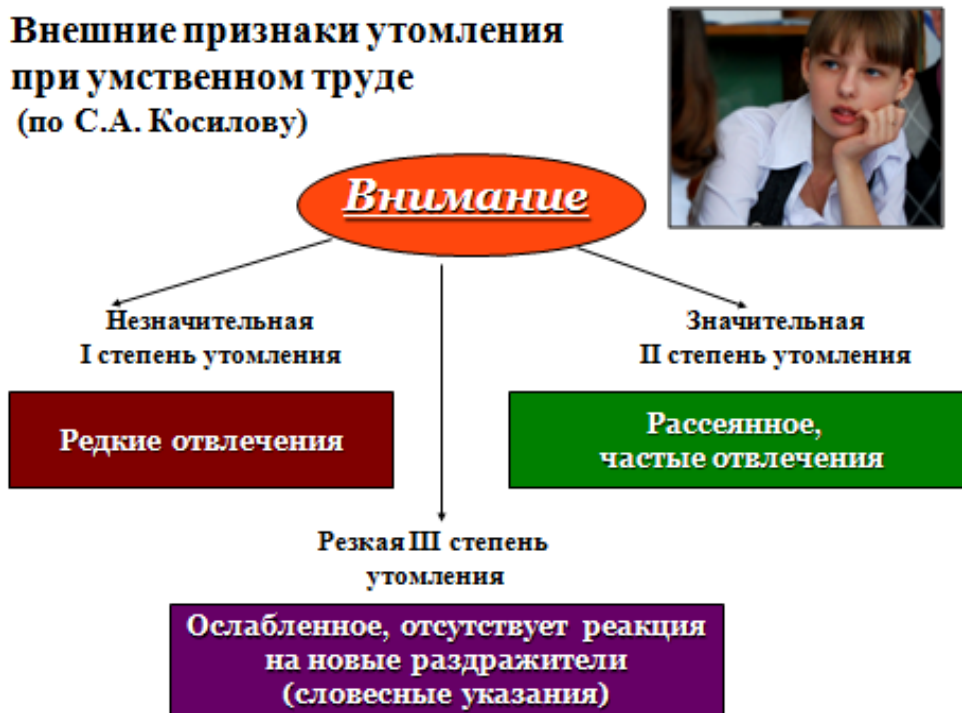 Внешние признаки утомления
при умственном труде
(по С.А. Косилову)
Внимание
Незначительная
I степень утомления
Редкие отвлечения
Значительная
II степень утомления
Рассеянное,
частые отвлечения
Резкая III степень
утомления
Ослабленное, отсутствует реакция
на новые раздражители
(словесные указания)